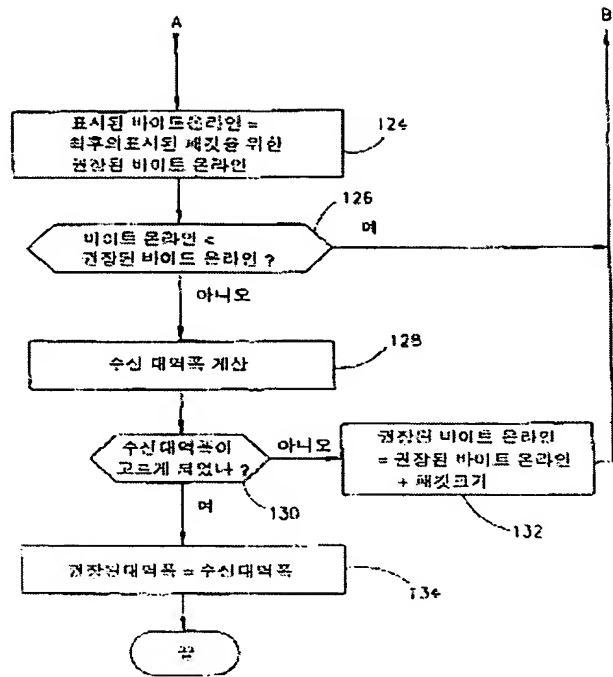 A
B
표시된 바이트온라인 =
최후의표시된 패킷을 위한
권장된 바이트 온라인
124
126
바이트 온라인 <
권장된 바이트 온라인 ?
예
아니오
수신 대역폭 계산
128
수신대역폭이
고르게 되었나 ?
아니오
130
예
권장된 바이트 온라인
= 권장된 바이트 온라인
+ 패킷크기
132
권장된대역폭 = 수신대역폭
134
끝